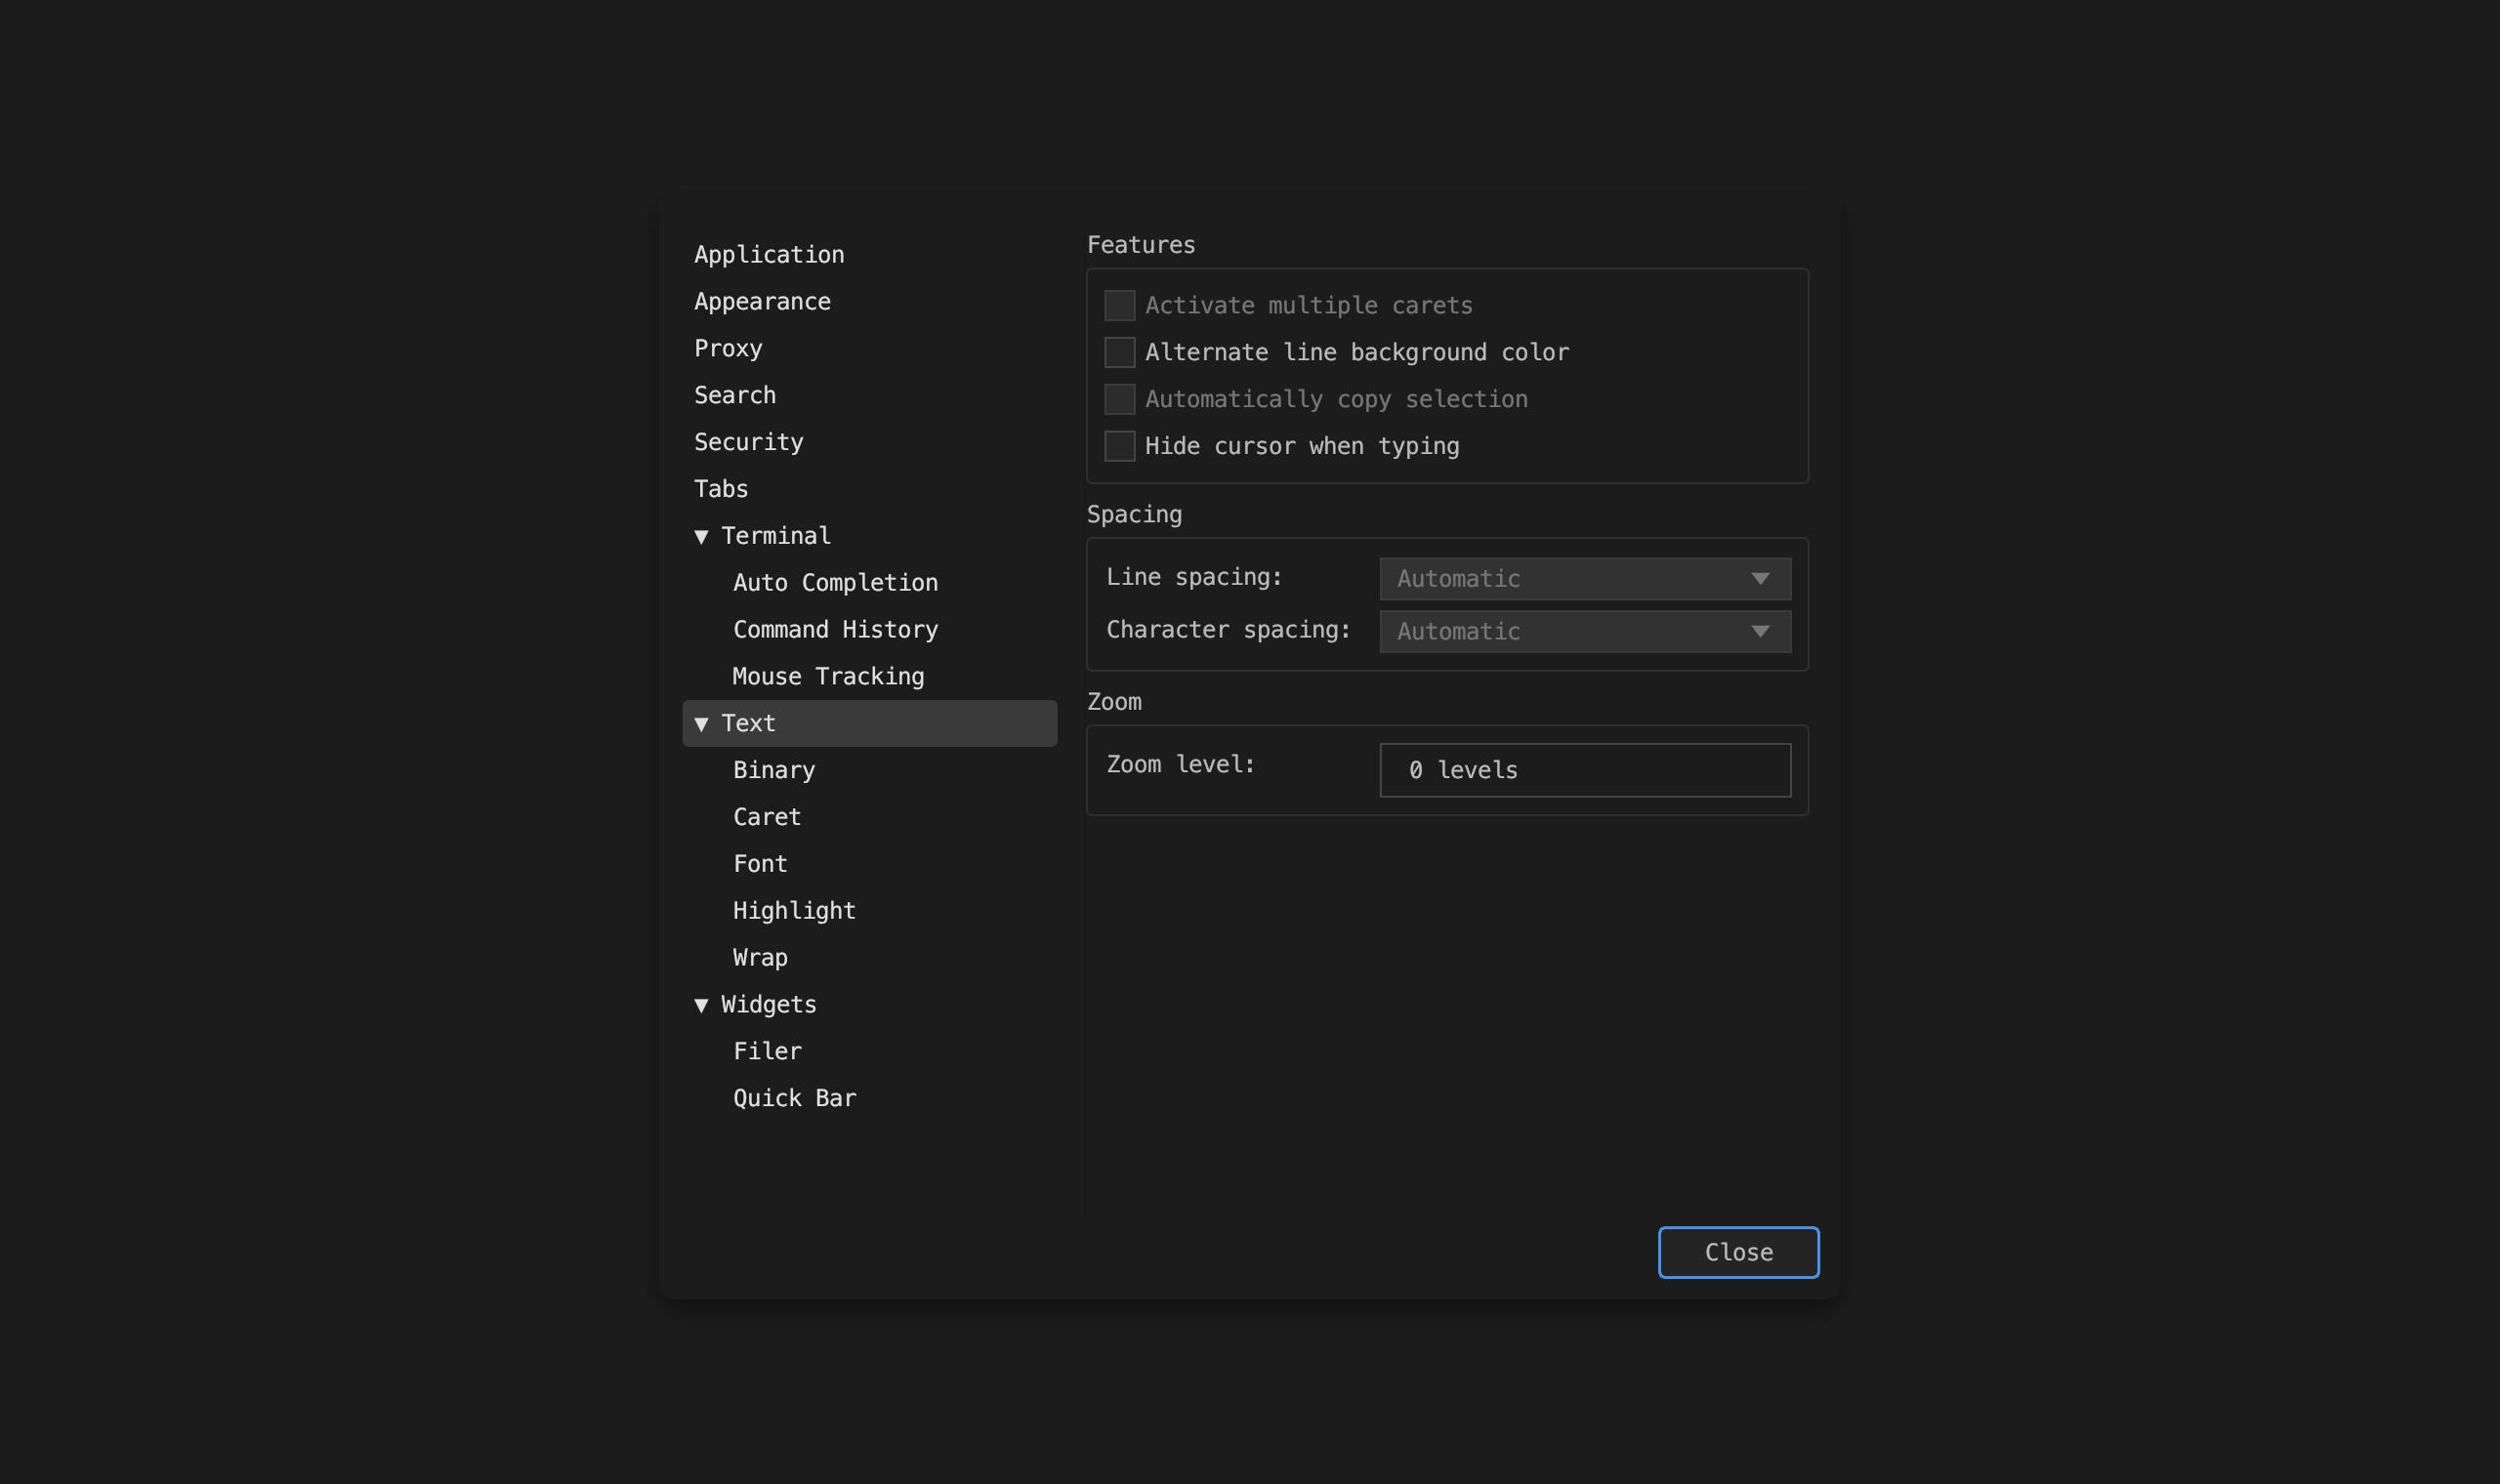 Application
Appearance
Proxy
Search
Security
Tabs
▼ Terminal
Auto Completion
Command History
Mouse Tracking
▼ Text
Binary
Caret
Font
Highlight
Wrap
▼ Widgets
Filer
Quick Bar
Features
Activate multiple carets
Alternate line background color
Automatically copy selection
Hide cursor when typing
Spacing
Line spacing: Automatic
Character spacing: Automatic
Zoom
Zoom level: 0 levels
Close